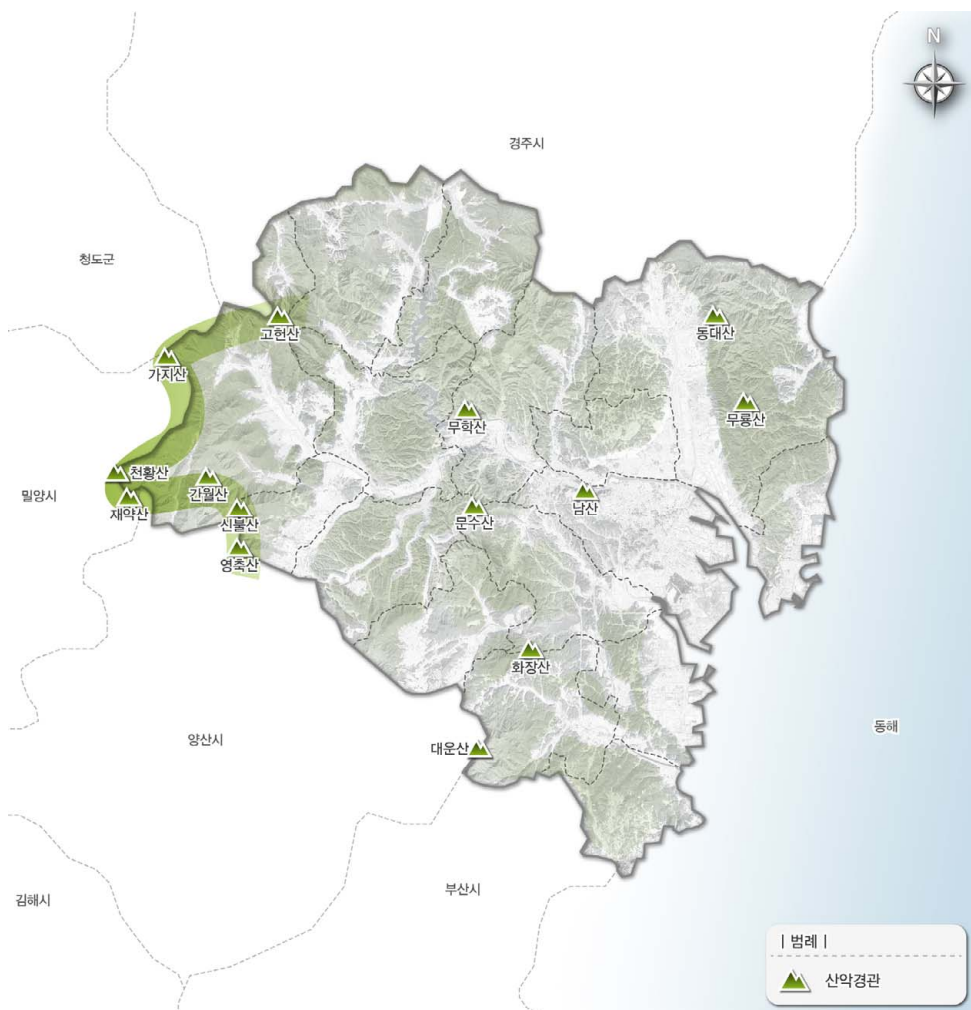 N
경주시
청도군
고헌산
동대산
가지산
무룡산
무학산
천황산
간월산
밀양시
재약산
신불산
문수산
남산
영축산
화장산
동해
양산시
대운산
부산시
김해시
| 범례 |
산악경관